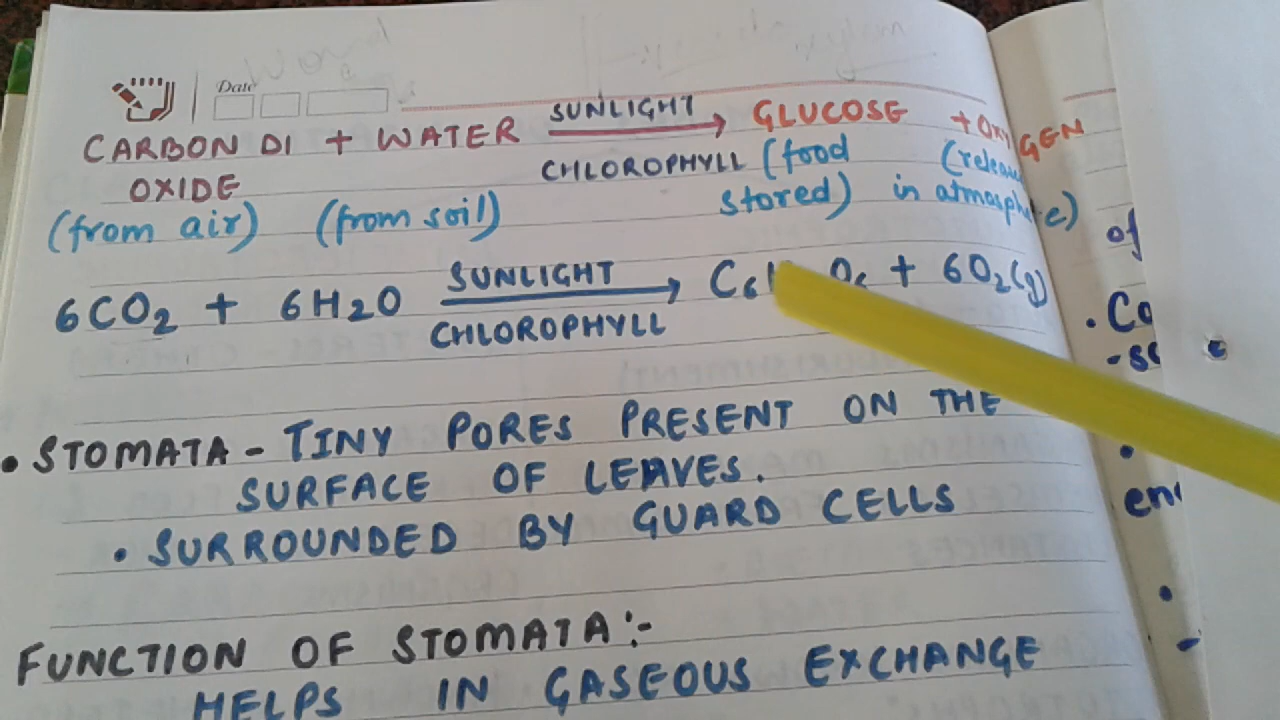 Date
SUNLIGHT
CARBON DI + WATER → GLUCOSE + OXYGEN
OXIDE CHLOROPHYLL (food
(from air) (from soil) stored) in atmosphere)
SUNLIGHT
6CO₂ + 6H₂O → + 6O₂(g)
CHLOROPHYLL
• STOMATA - TINY PORES PRESENT ON THE
SURFACE OF LEAVES.
• SURROUNDED BY GUARD CELLS
FUNCTION OF STOMATA :-
HELPS IN GASEOUS EXCHANGE
of